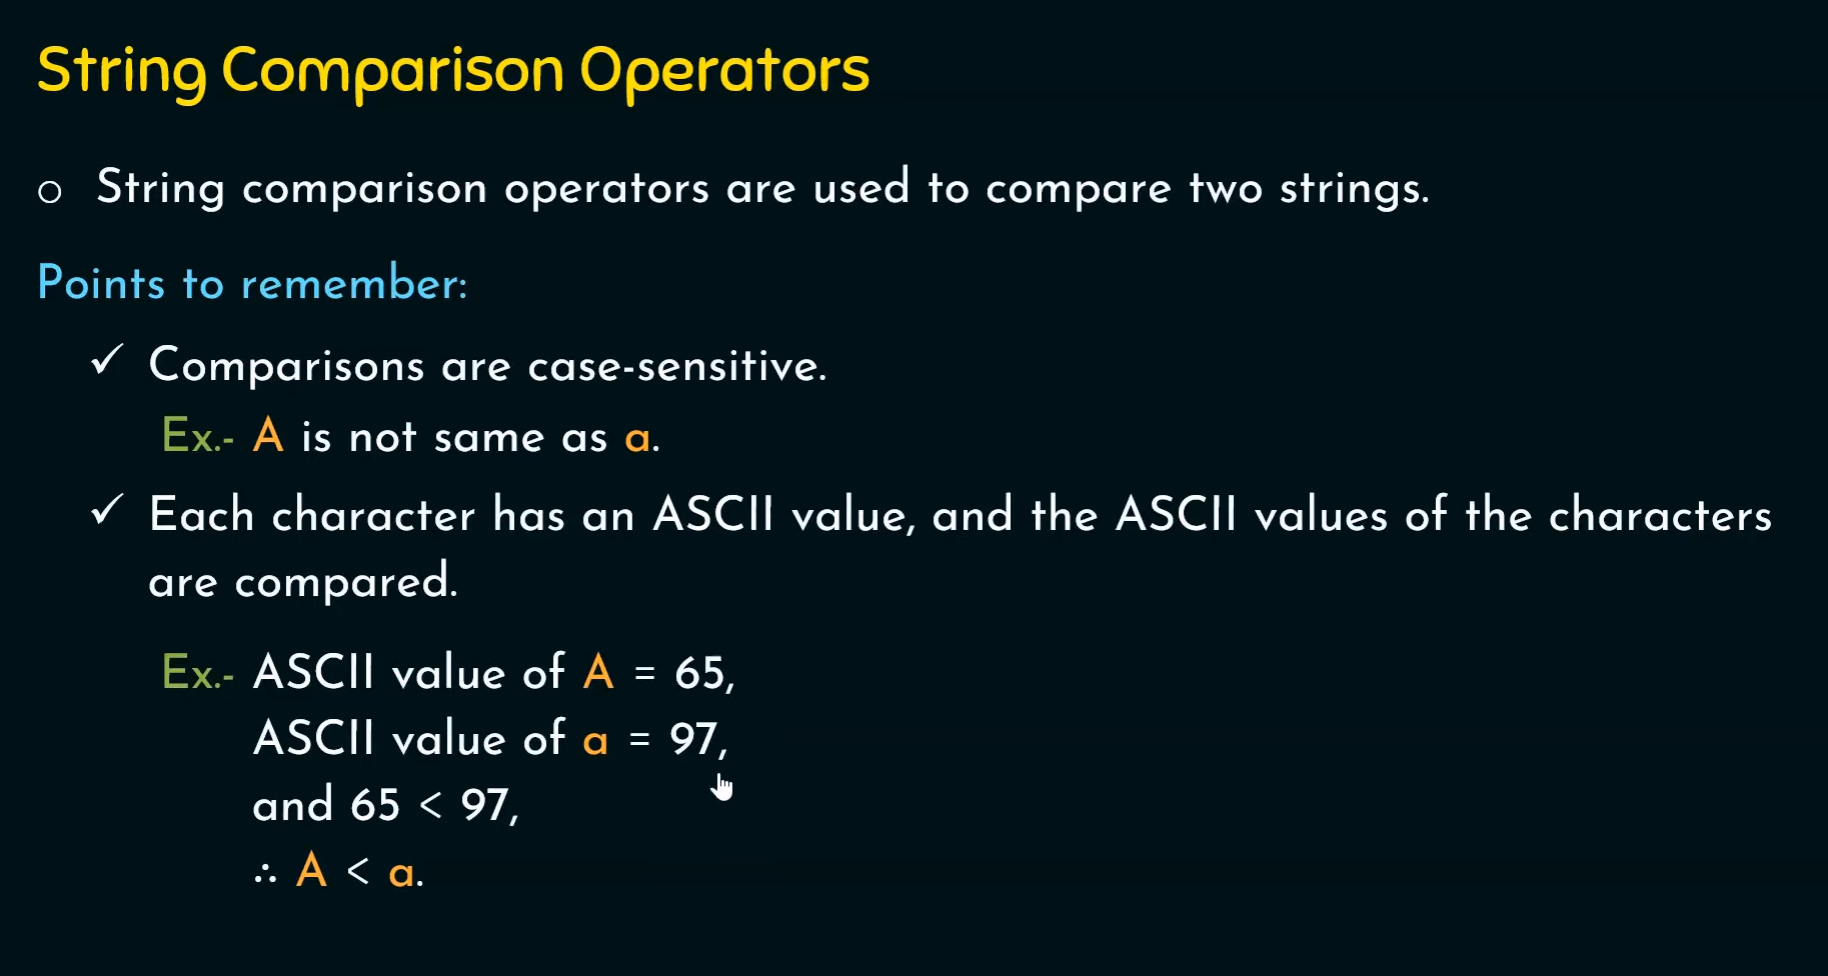 String Comparison Operators
○ String comparison operators are used to compare two strings.
Points to remember:
✓ Comparisons are case-sensitive.
Ex.- A is not same as a.
✓ Each character has an ASCII value, and the ASCII values of the characters
are compared.
Ex.- ASCII value of A = 65,
ASCII value of a = 97,
and 65 < 97,
∴ A < a.